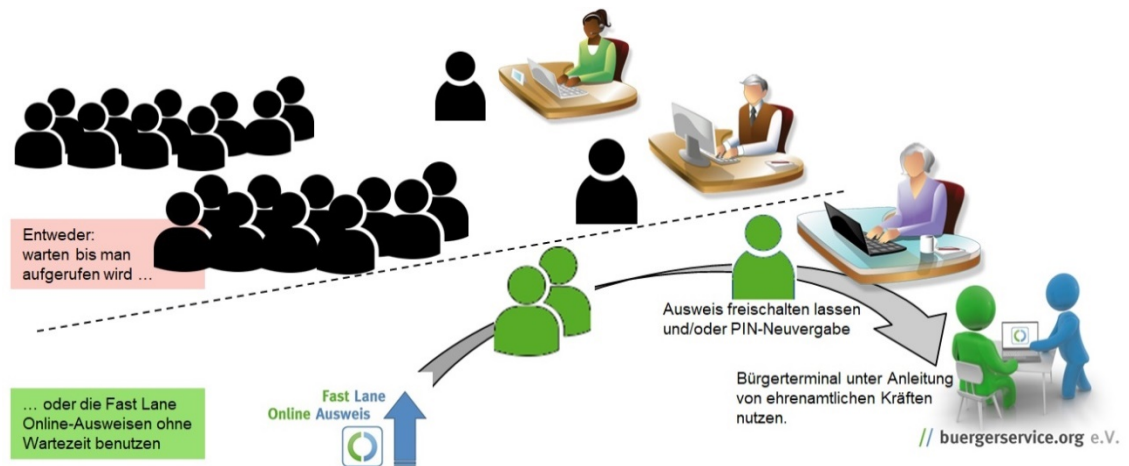 Entweder:
warten bis man
aufgerufen wird …
Ausweis freischalten lassen
und/oder PIN-Neuvergabe
… oder die Fast Lane
Online-Ausweisen ohne
Wartezeit benutzen
Fast Lane
Online Ausweis
Bürgerterminal unter Anleitung
von ehrenamtlichen Kräften
nutzen.
// buergerservice.org e.V.